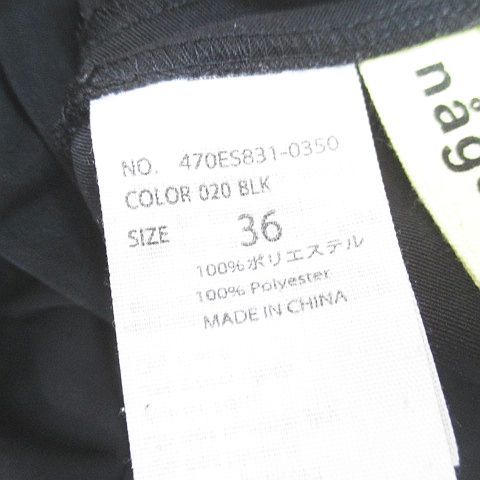 NO. 470ES831-0350
COLOR 020 BLK
SIZE 36
100%ポリエステル
100% Polyester
MADE IN CHINA